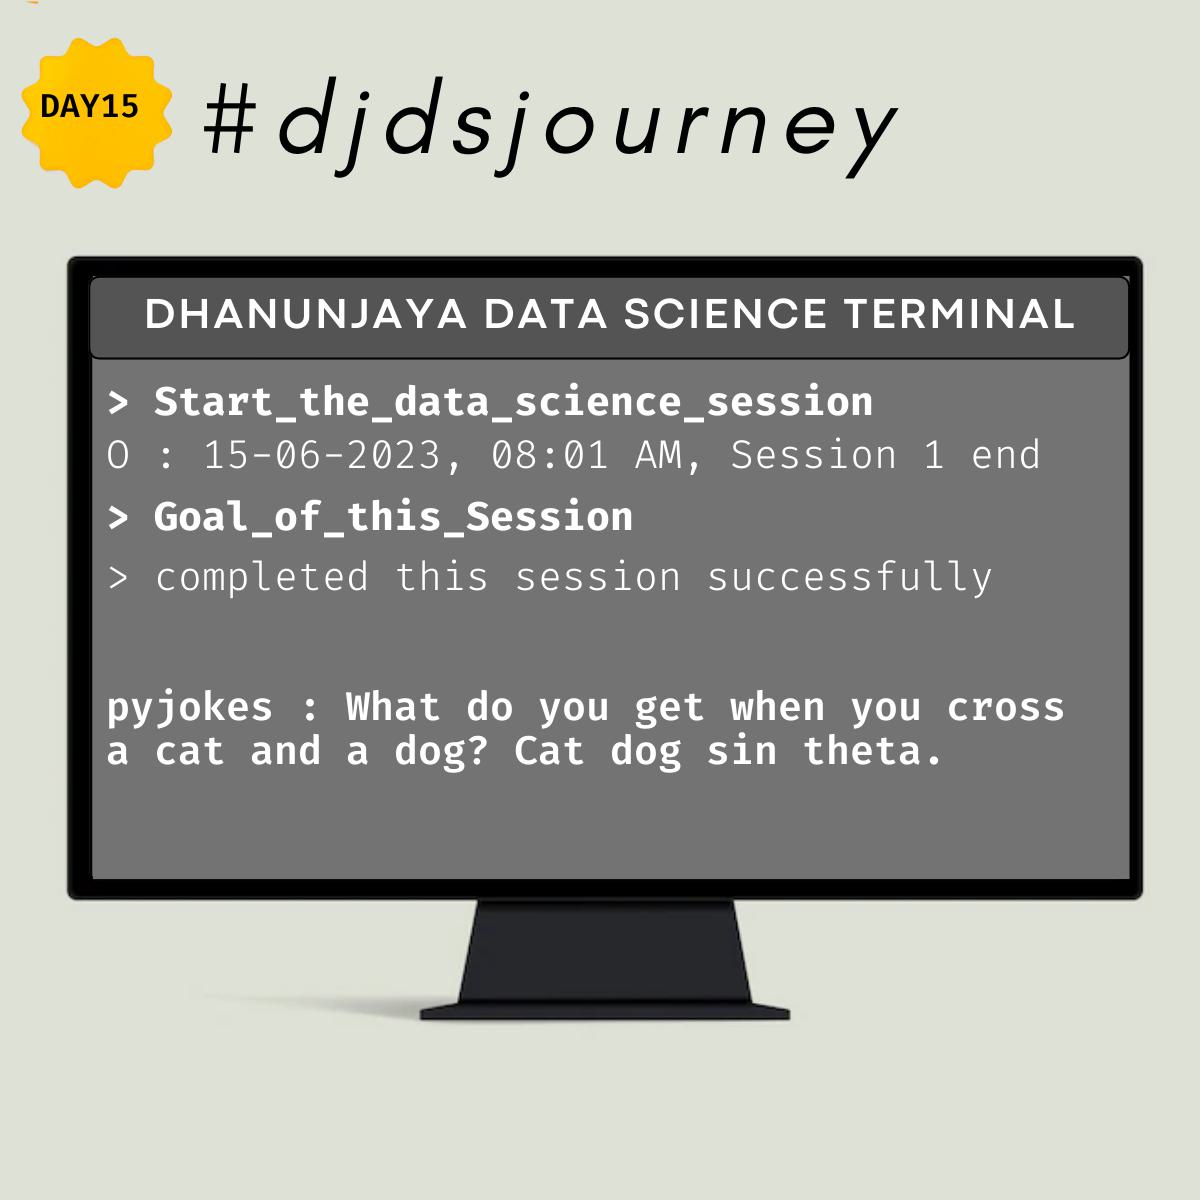 DAY15
#djdsjourney
DHANUNJAYA DATA SCIENCE TERMINAL
> Start_the_data_science_session
O : 15-06-2023, 08:01 AM, Session 1 end
> Goal_of_this_Session
> completed this session successfully
pyjokes : What do you get when you cross
a cat and a dog? Cat dog sin theta.